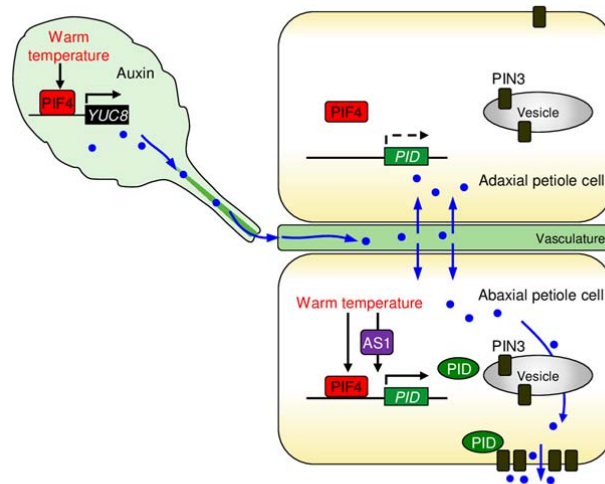 Warm
temperature
Auxin
PIF4
YUC8
PIN3
PIF4
Vesicle
PID
Adaxial petiole cell
Vasculature
Warm temperature
Abaxial petiole cell
AS1
PIN3
PID
Vesicle
PIF4
PID
PID